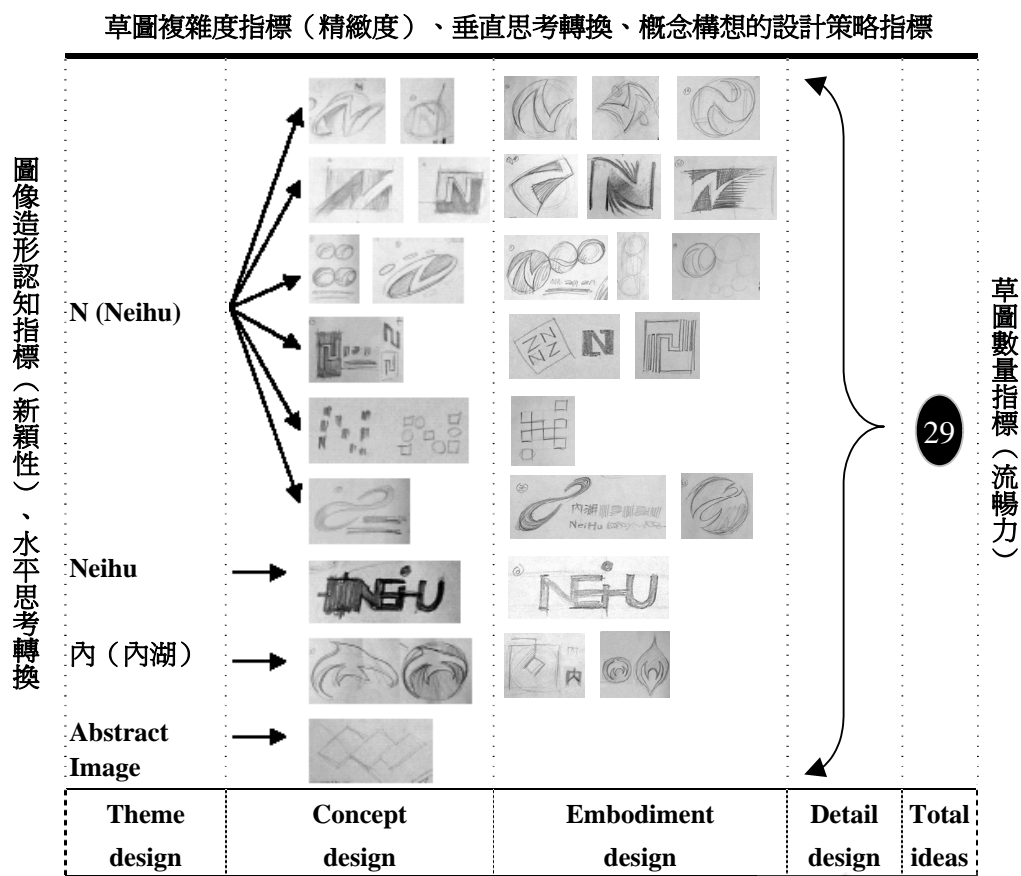 草圖複雜度指標（精緻度）、垂直思考轉換、概念構想的設計策略指標
圖像造形認知指標（新穎性）、水平思考轉換
N (Neihu)
Neihu
內（內湖）
Abstract
Image
內湖
NeiHu
NEiHU
NEiHU
內
29
草圖數量指標（流暢力）
Theme
design
Concept
design
Embodiment
design
Detail
design
Total
ideas